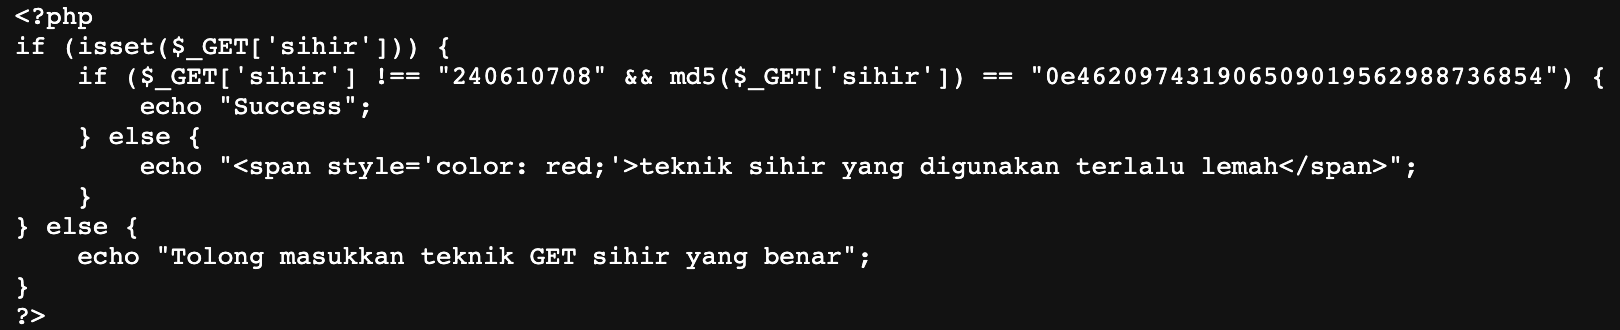 <?php
if (isset($_GET['sihir'])) {
    if ($_GET['sihir'] !== "240610708" && md5($_GET['sihir']) == "0e462097431906509019562988736854") {
        echo "Success";
    } else {
        echo "<span style='color: red;'>teknik sihir yang digunakan terlalu lemah</span>";
    }
} else {
    echo "Tolong masukkan teknik GET sihir yang benar";
}
?>